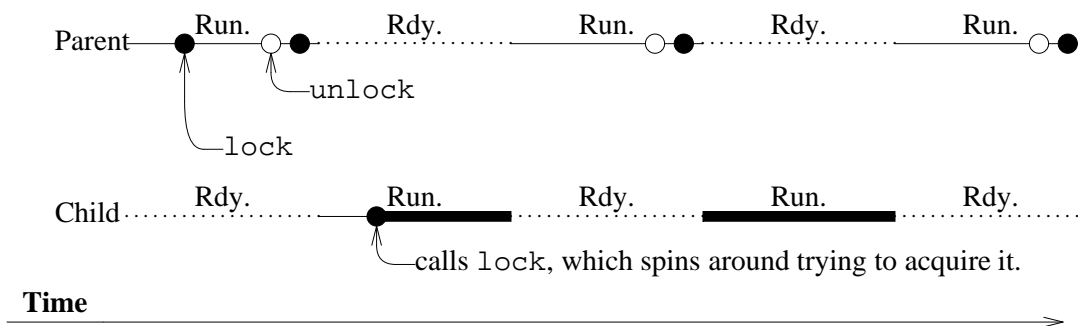 Parent Run. Rdy. Run. Rdy. Run.
unlock
lock
Child Rdy. Run. Rdy. Run. Rdy.
calls lock, which spins around trying to acquire it.
Time